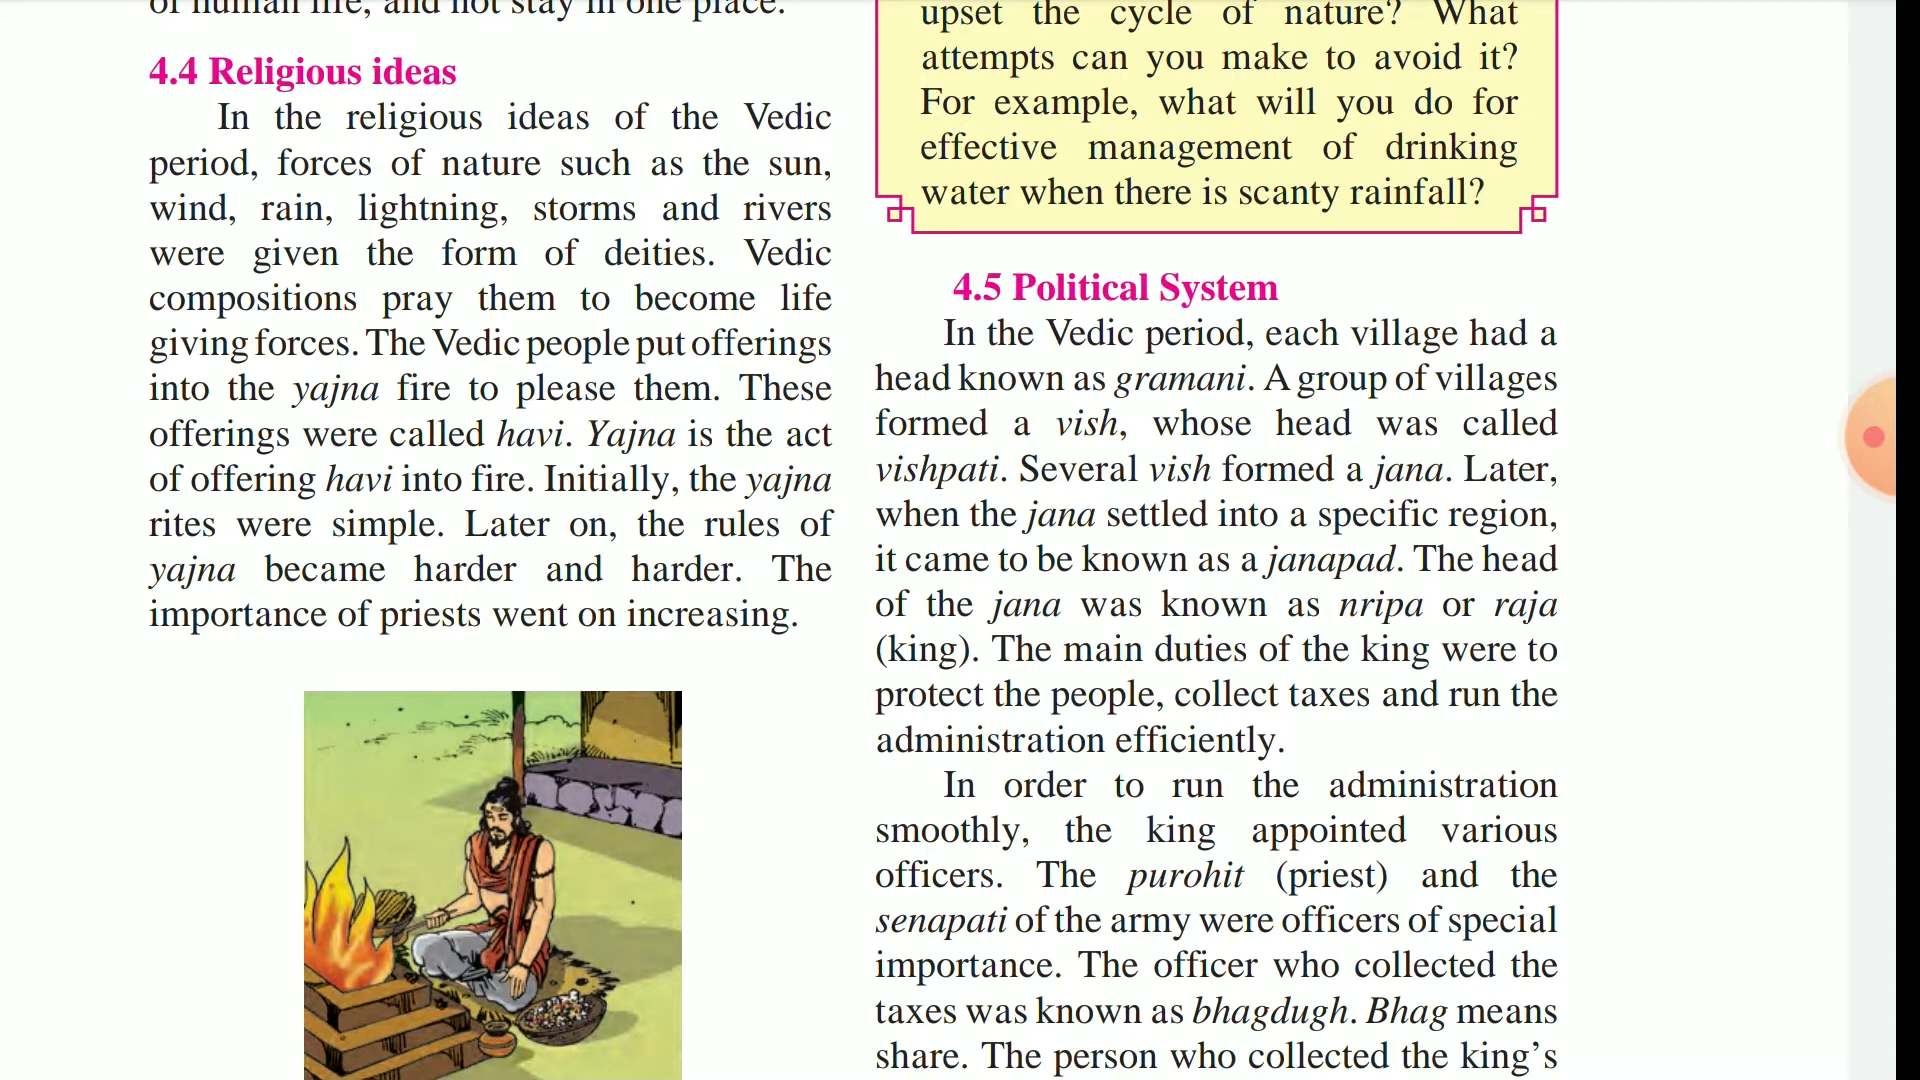 of human life, and not stay in one place.
4.4 Religious ideas
In the religious ideas of the Vedic
period, forces of nature such as the sun,
wind, rain, lightning, storms and rivers
were given the form of deities. Vedic
compositions pray them to become life
giving forces. The Vedic people put offerings
into the yajna fire to please them. These
offerings were called havi. Yajna is the act
of offering havi into fire. Initially, the yajna
rites were simple. Later on, the rules of
yajna became harder and harder. The
importance of priests went on increasing.
upset the cycle of nature? What
attempts can you make to avoid it?
For example, what will you do for
effective management of drinking
water when there is scanty rainfall?
4.5 Political System
In the Vedic period, each village had a
head known as gramani. A group of villages
formed a vish, whose head was called
vishpati. Several vish formed a jana. Later,
when the jana settled into a specific region,
it came to be known as a janapad. The head
of the jana was known as nripa or raja
(king). The main duties of the king were to
protect the people, collect taxes and run the
administration efficiently.
In order to run the administration
smoothly, the king appointed various
officers. The purohit (priest) and the
senapati of the army were officers of special
importance. The officer who collected the
taxes was known as bhagdugh. Bhag means
share. The person who collected the king's